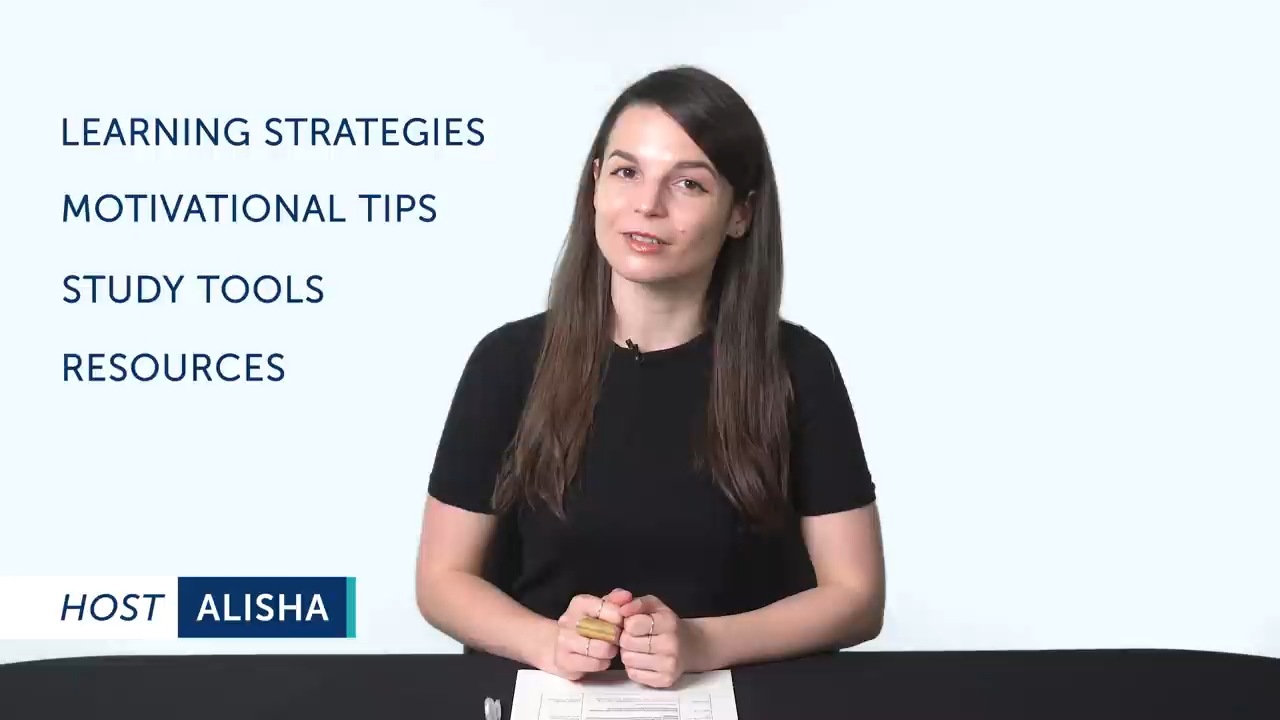 LEARNING STRATEGIES
MOTIVATIONAL TIPS
STUDY TOOLS
RESOURCES
HOST ALISHA